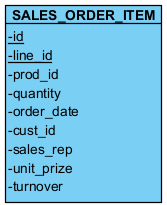 SALES_ORDER_ITEM
-id
-line_id
-prod_id
-quantity
-order_date
-cust_id
-sales_rep
-unit_prize
-turnover